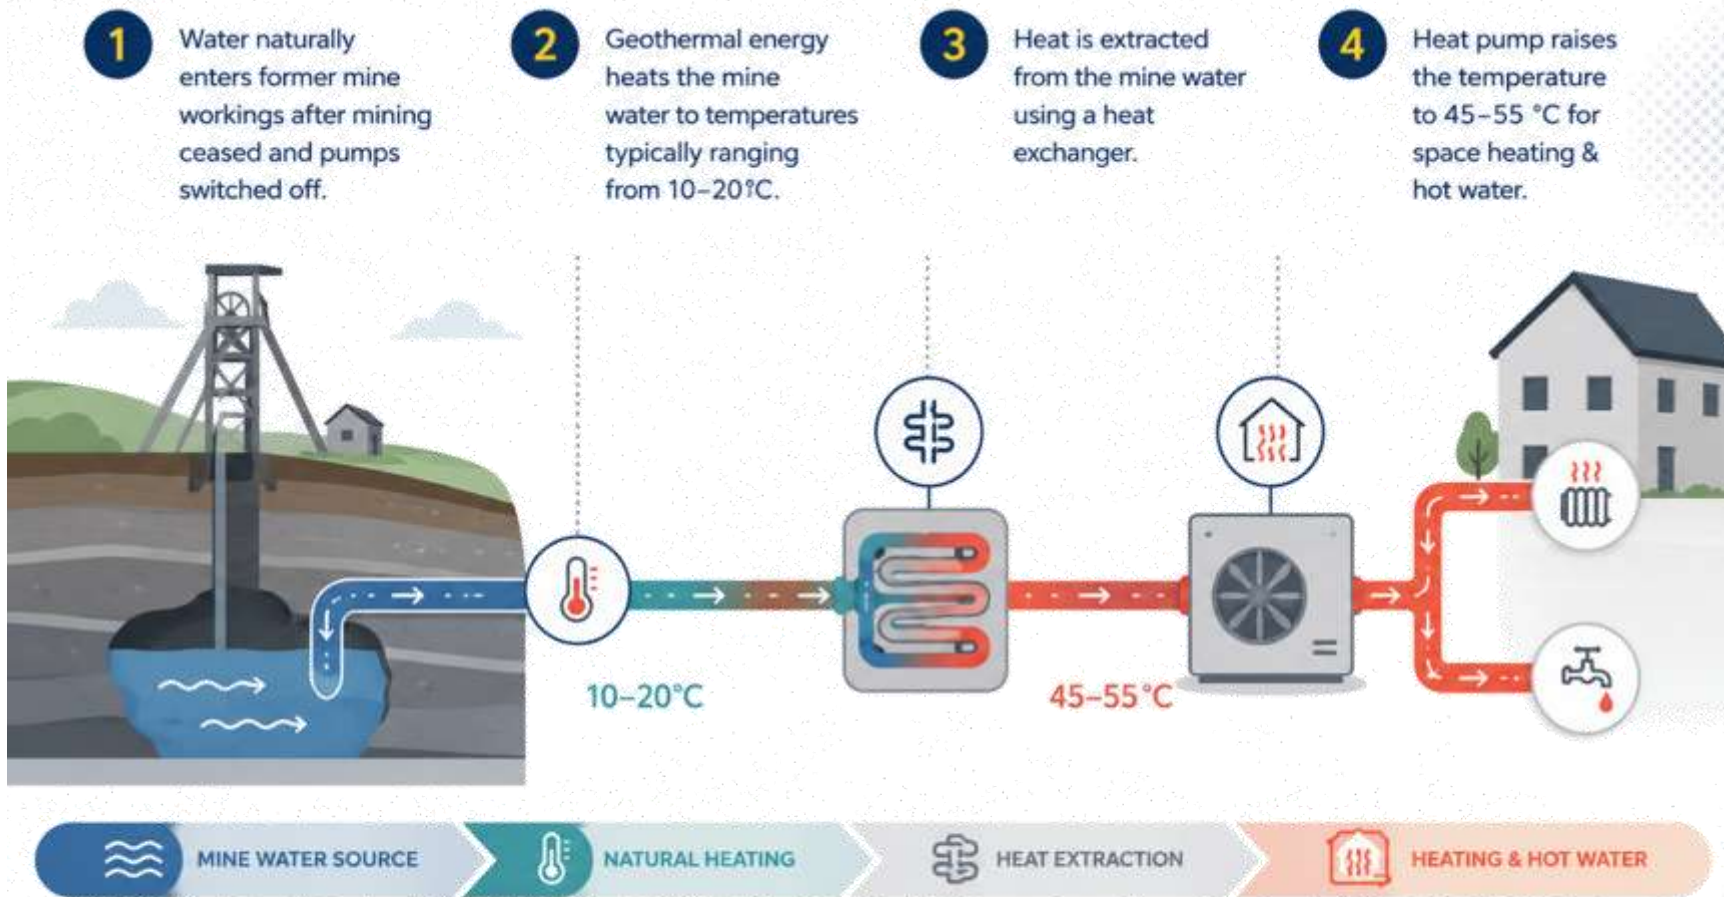 1
Water naturally
enters former mine
workings after mining
ceased and pumps
switched off.
2
Geothermal energy
heats the mine
water to temperatures
typically ranging
from 10–20°C.
3
Heat is extracted
from the mine water
using a heat
exchanger.
4
Heat pump raises
the temperature
to 45–55 °C for
space heating &
hot water.
10–20°C
45–55°C
MINE WATER SOURCE
NATURAL HEATING
HEAT EXTRACTION
HEATING & HOT WATER